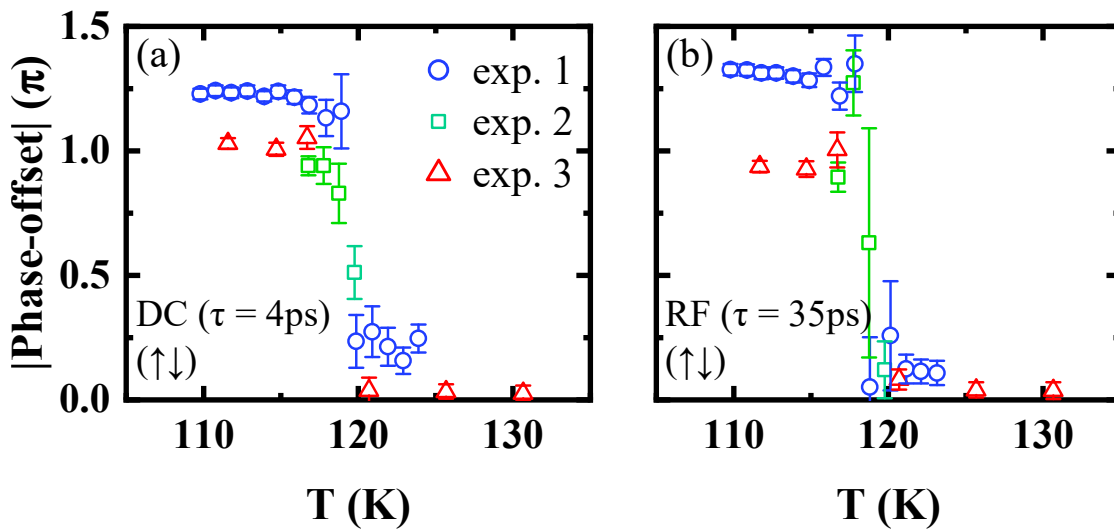 |Phase-offset| (π)
1.5
1.0
0.5
0.0
(a)
exp. 1
exp. 2
exp. 3
DC (τ = 4ps)
(↑↓)
110
120
130
T (K)
(b)
RF (τ = 35ps)
(↑↓)
110
120
130
T (K)